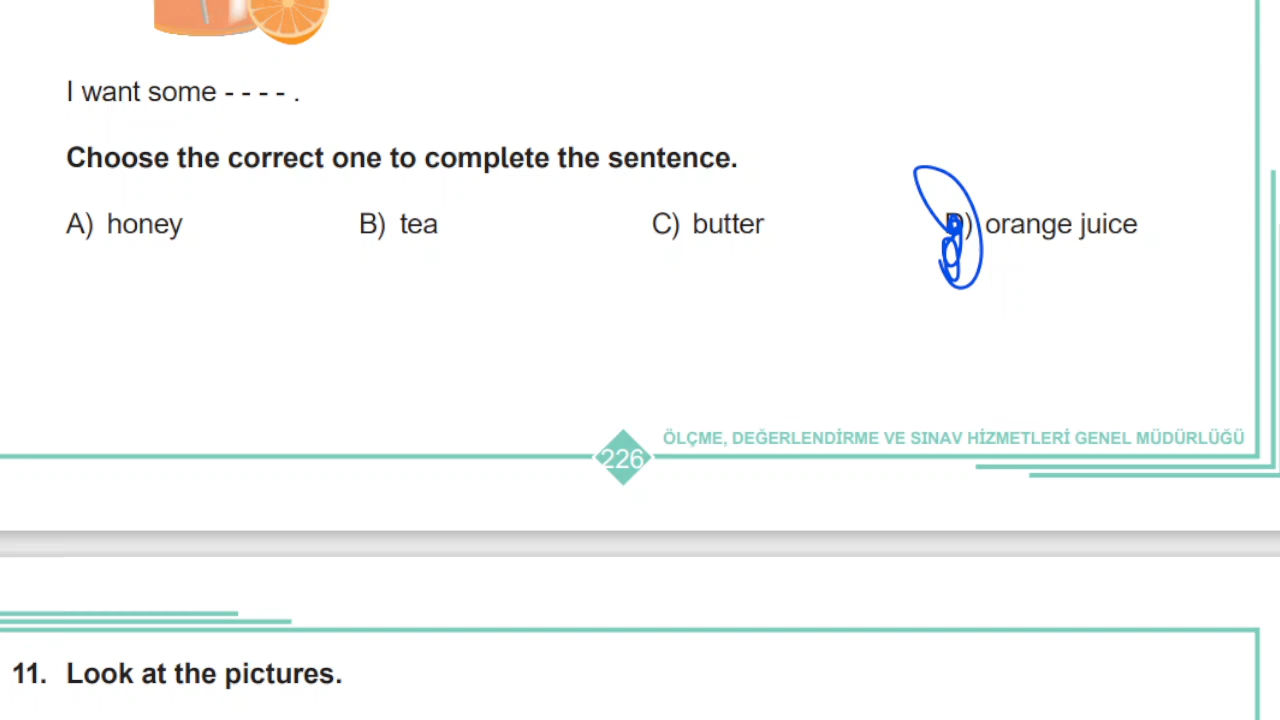 I want some - - - - .
Choose the correct one to complete the sentence.
A) honey B) tea C) butter D) orange juice
ÖLÇME, DEĞERLENDİRME VE SINAV HİZMETLERİ GENEL MÜDÜRLÜĞÜ
226
11. Look at the pictures.